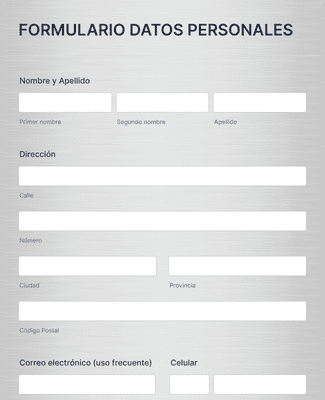 FORMULARIO DATOS PERSONALES
Nombre y Apellido
Primer nombre Segundo nombre Apellido
Dirección
Calle
Número
Ciudad Provincia
Código Postal
Correo electrónico (uso frecuente) Celular